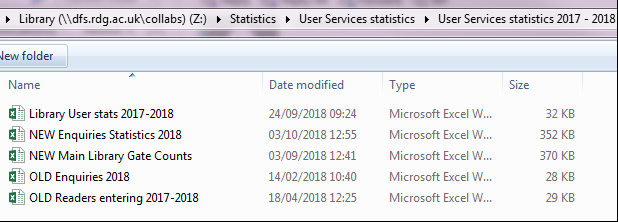 Library (\\dfs.rdg.ac.uk\collabs) (Z:) Statistics User Services statistics User Services statistics 2017 - 2018
New folder
Name Date modified Type Size
Library User stats 2017-2018 24/09/2018 09:24 Microsoft Excel W... 32 KB
NEW Enquiries Statistics 2018 03/10/2018 12:55 Microsoft Excel W... 352 KB
NEW Main Library Gate Counts 03/09/2018 12:41 Microsoft Excel W... 370 KB
OLD Enquiries 2018 14/02/2018 10:40 Microsoft Excel W... 28 KB
OLD Readers entering 2017-2018 18/04/2018 12:25 Microsoft Excel W... 29 KB